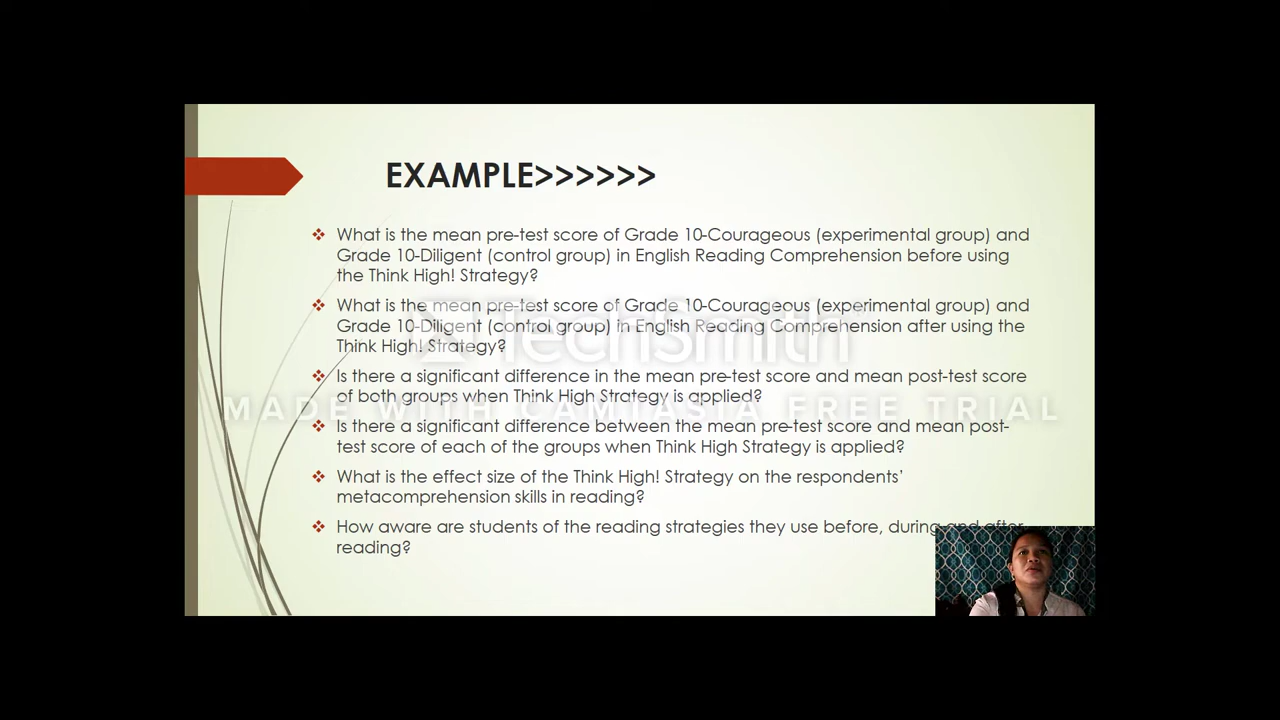 EXAMPLE>>>>>>
What is the mean pre-test score of Grade 10-Courageous (experimental group) and
Grade 10-Diligent (control group) in English Reading Comprehension before using
the Think High! Strategy?
What is the mean pre-test score of Grade 10-Courageous (experimental group) and
Grade 10-Diligent (control group) in English Reading Comprehension after using the
Think High! Strategy?
TechSmith
Is there a significant difference in the mean pre-test score and mean post-test score
of both groups when Think High Strategy is applied?
MADE WITH CAMTASIA FREE TRIAL
Is there a significant difference between the mean pre-test score and mean post-
test score of each of the groups when Think High Strategy is applied?
What is the effect size of the Think High! Strategy on the respondents’
metacomprehension skills in reading?
How aware are students of the reading strategies they use before, during and after
reading?